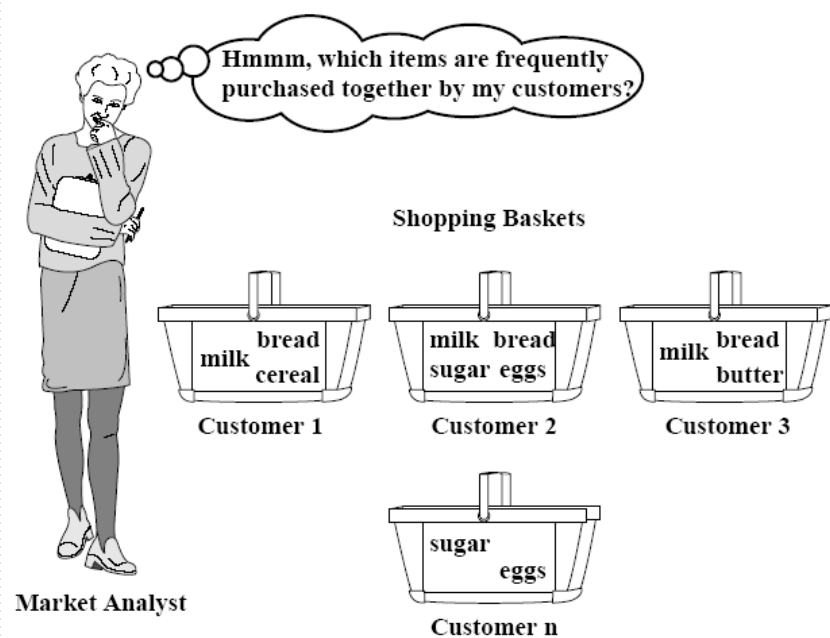 Hmmm, which items are frequently
purchased together by my customers?
Shopping Baskets
milk bread
cereal
Customer 1
milk bread
sugar eggs
Customer 2
milk bread
butter
Customer 3
sugar
eggs
Customer n
Market Analyst